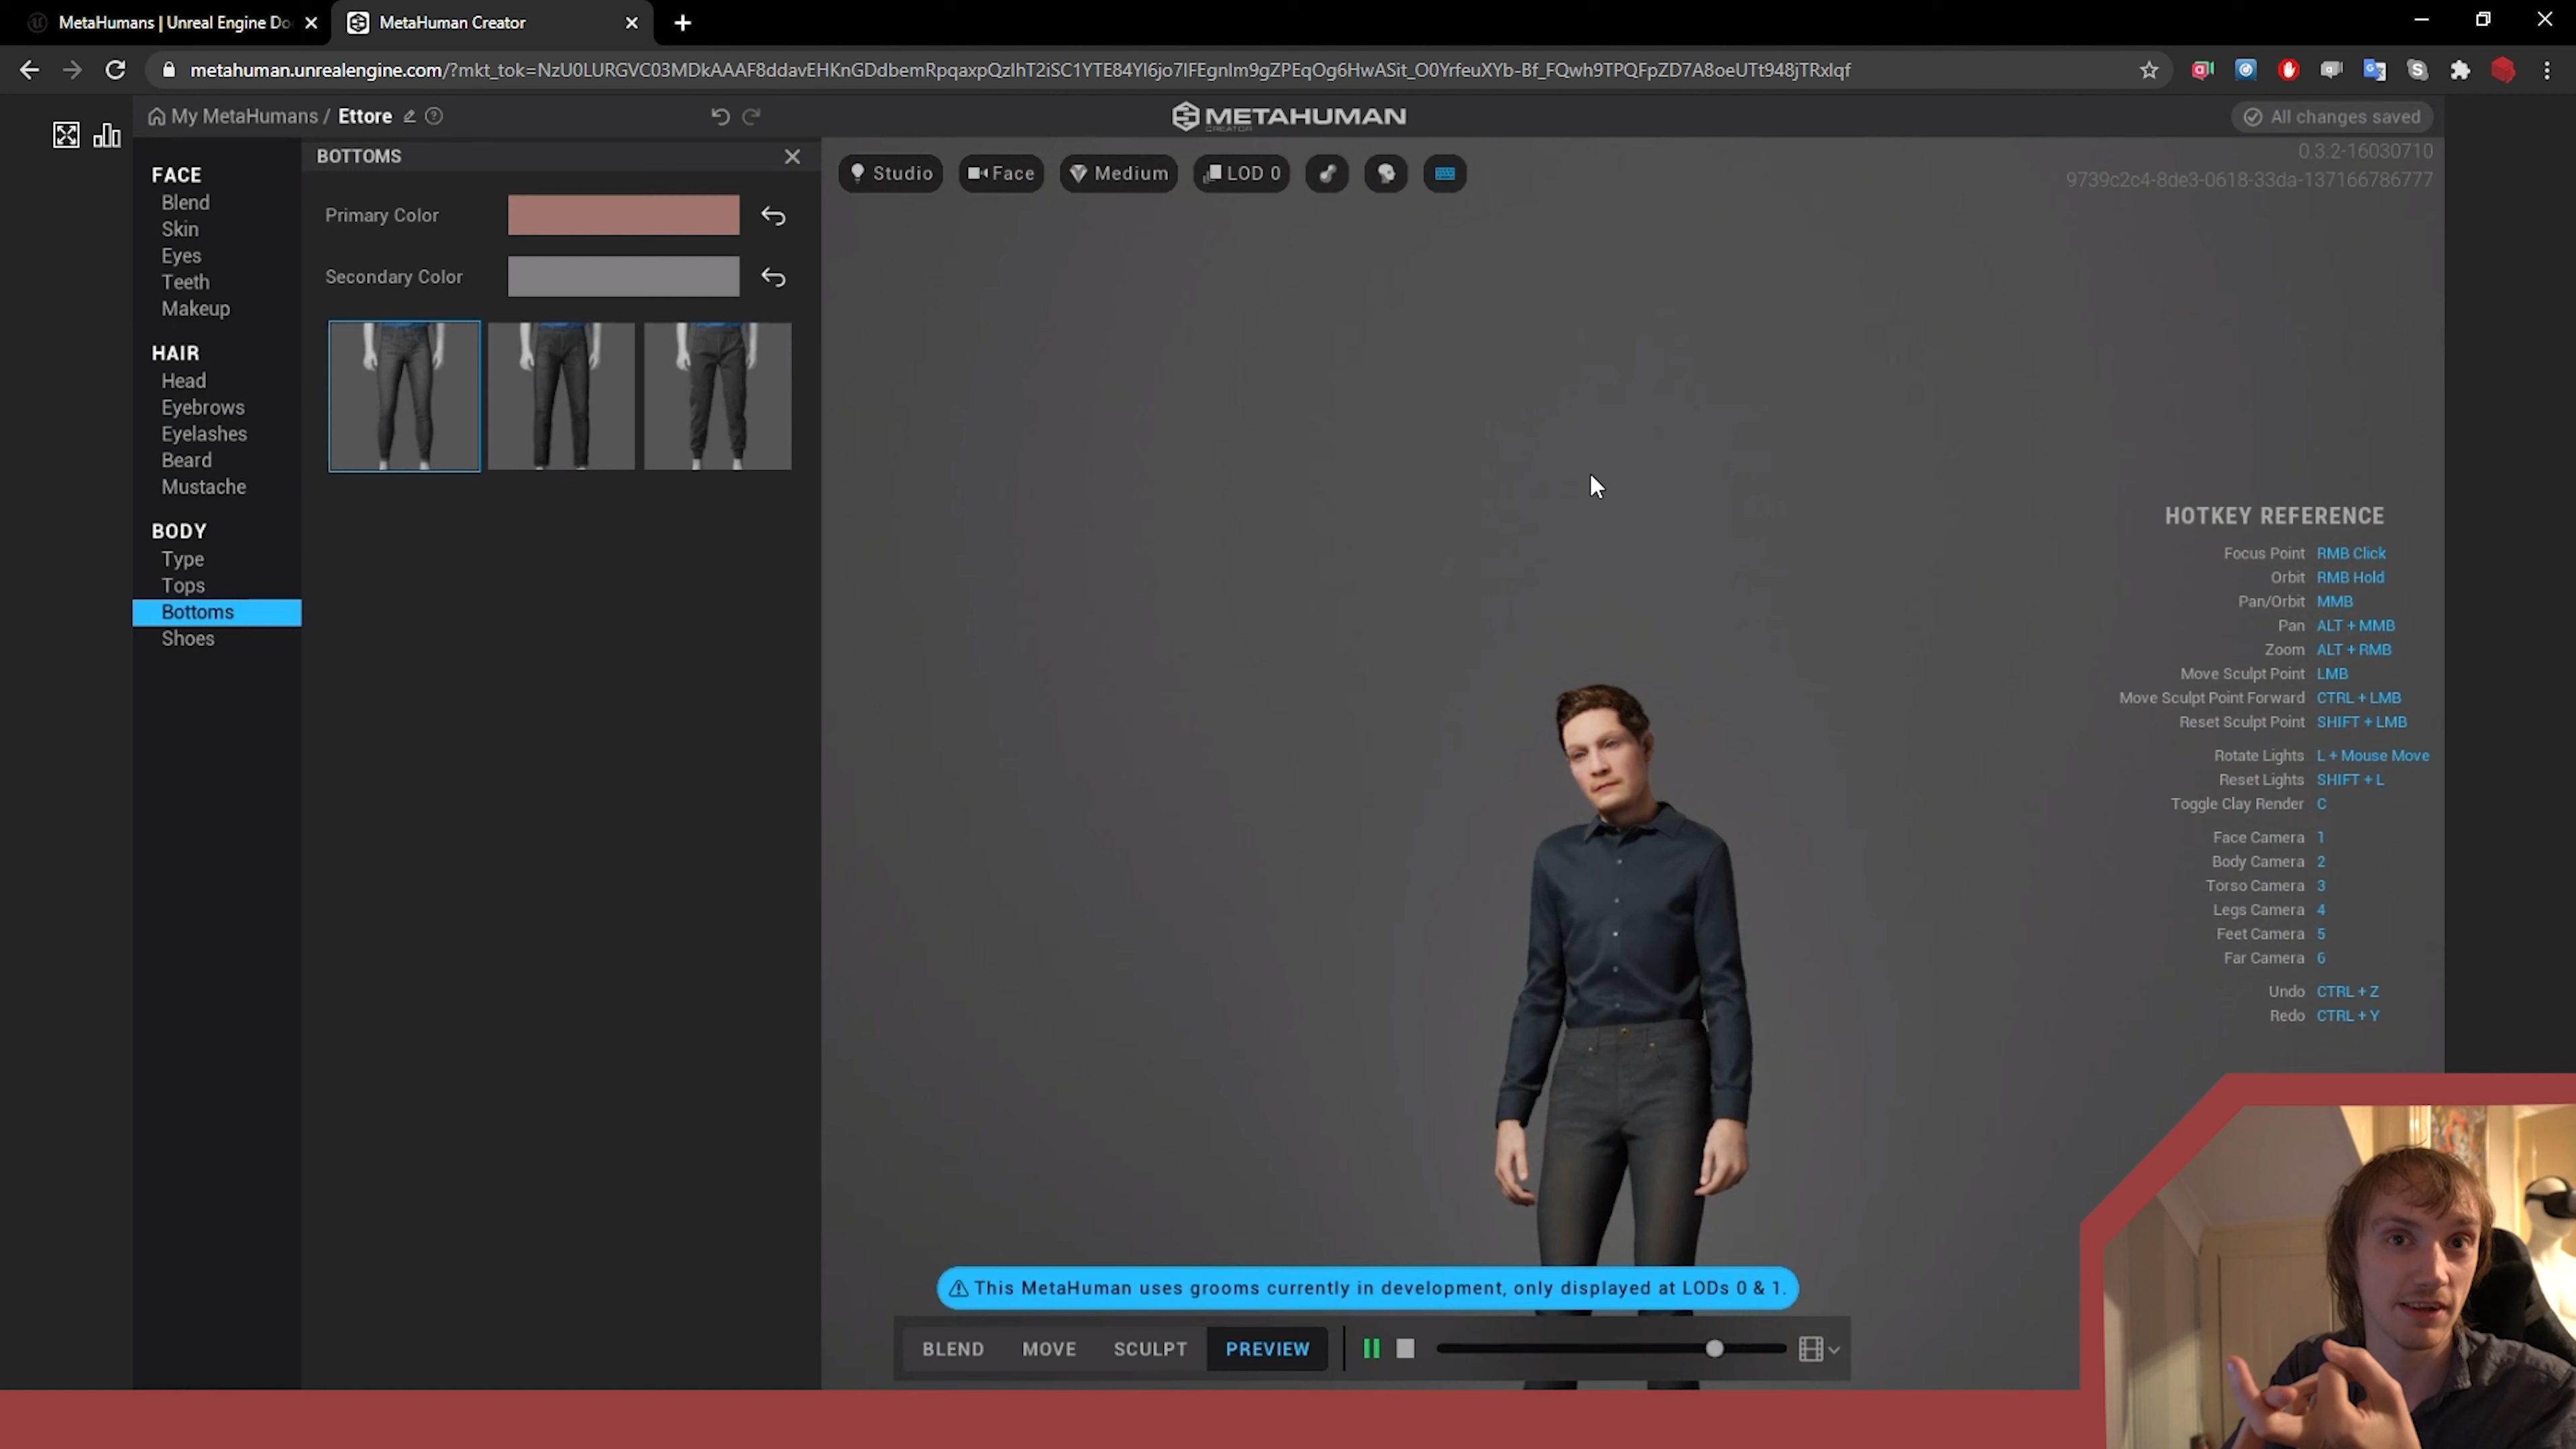 MetaHumans | Unreal Engine Do
MetaHuman Creator
metahuman.unrealengine.com/?mkt_tok=NzU0LURGVC03MDkAAAF8ddavEHKnGDdbemRpqaxpQzlhT2iSC1YTE84YI6jo7IFEgnlm9gZPEqOg6HwASit_O0YrfeuXYb-Bf_FQwh9TPQFpZD7A8oeUTt948jTRxIqf
My MetaHumans / Ettore
METAHUMAN
CREATOR
All changes saved
0.3.2-16030710
9739c2c4-8de3-0618-33da-137166786777
FACE
Blend
Skin
Eyes
Teeth
Makeup
HAIR
Head
Eyebrows
Eyelashes
Beard
Mustache
BODY
Type
Tops
Bottoms
Shoes
BOTTOMS
Primary Color
Secondary Color
Studio
Face
Medium
LOD 0
HOTKEY REFERENCE
Focus Point RMB Click
Orbit RMB Hold
Pan/Orbit MMB
Pan ALT + MMB
Zoom ALT + RMB
Move Sculpt Point LMB
Move Sculpt Point Forward CTRL + LMB
Reset Sculpt Point SHIFT + LMB
Rotate Lights L + Mouse Move
Reset Lights SHIFT + L
Toggle Clay Render C
Face Camera 1
Body Camera 2
Torso Camera 3
Legs Camera 4
Feet Camera 5
Far Camera 6
Undo CTRL + Z
Redo CTRL + Y
This MetaHuman uses grooms currently in development, only displayed at LODs 0 & 1.
BLEND
MOVE
SCULPT
PREVIEW